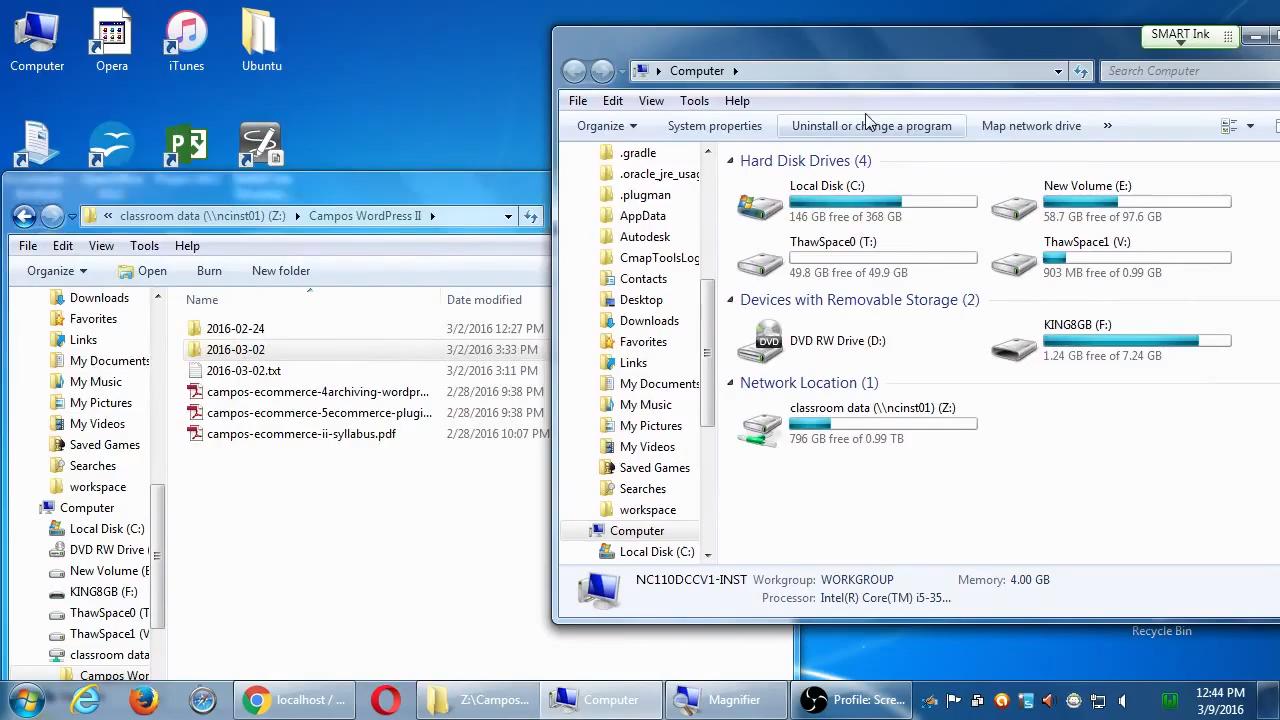 Computer
Opera
iTunes
Ubuntu
SMART Ink
Computer
Search Computer
File Edit View Tools Help
Organize System properties Uninstall or change a program Map network drive »
.gradle
.oracle_jre_usag
.plugman
AppData
Autodesk
CmapToolsLog
Contacts
Desktop
Downloads
Favorites
Links
My Documents
My Music
My Pictures
My Videos
Saved Games
Searches
workspace
Computer
Local Disk (C:)
Hard Disk Drives (4)
Local Disk (C:)
146 GB free of 368 GB
New Volume (E:)
58.7 GB free of 97.6 GB
ThawSpace0 (T:)
49.8 GB free of 49.9 GB
ThawSpace1 (V:)
903 MB free of 0.99 GB
Devices with Removable Storage (2)
DVD RW Drive (D:)
KING8GB (F:)
1.24 GB free of 7.24 GB
Network Location (1)
classroom data (\\ncinst01) (Z:)
796 GB free of 0.99 TB
NC110DCCV1-INST Workgroup: WORKGROUP Memory: 4.00 GB
Processor: Intel(R) Core(TM) i5-35...
« classroom data (\\ncinst01) (Z:) Campos WordPress II
File Edit View Tools Help
Organize Open Burn New folder
Downloads
Favorites
Links
My Documents
My Music
My Pictures
My Videos
Saved Games
Searches
workspace
Computer
Local Disk (C:)
DVD RW Drive (
New Volume (E
KING8GB (F:)
ThawSpace0 (T
ThawSpace1 (V
classroom data
Campos Wor
Name Date modified
2016-02-24 3/2/2016 12:27 PM
2016-03-02 3/2/2016 3:33 PM
2016-03-02.txt 3/2/2016 3:11 PM
campos-ecommerce-4archiving-wordpr... 2/28/2016 9:38 PM
campos-ecommerce-5ecommerce-plugi... 2/28/2016 9:38 PM
campos-ecommerce-ii-syllabus.pdf 2/28/2016 10:07 PM
Recycle Bin
localhost / ...
Z:\Campos...
Computer
Magnifier
Profile: Scre...
12:44 PM
3/9/2016